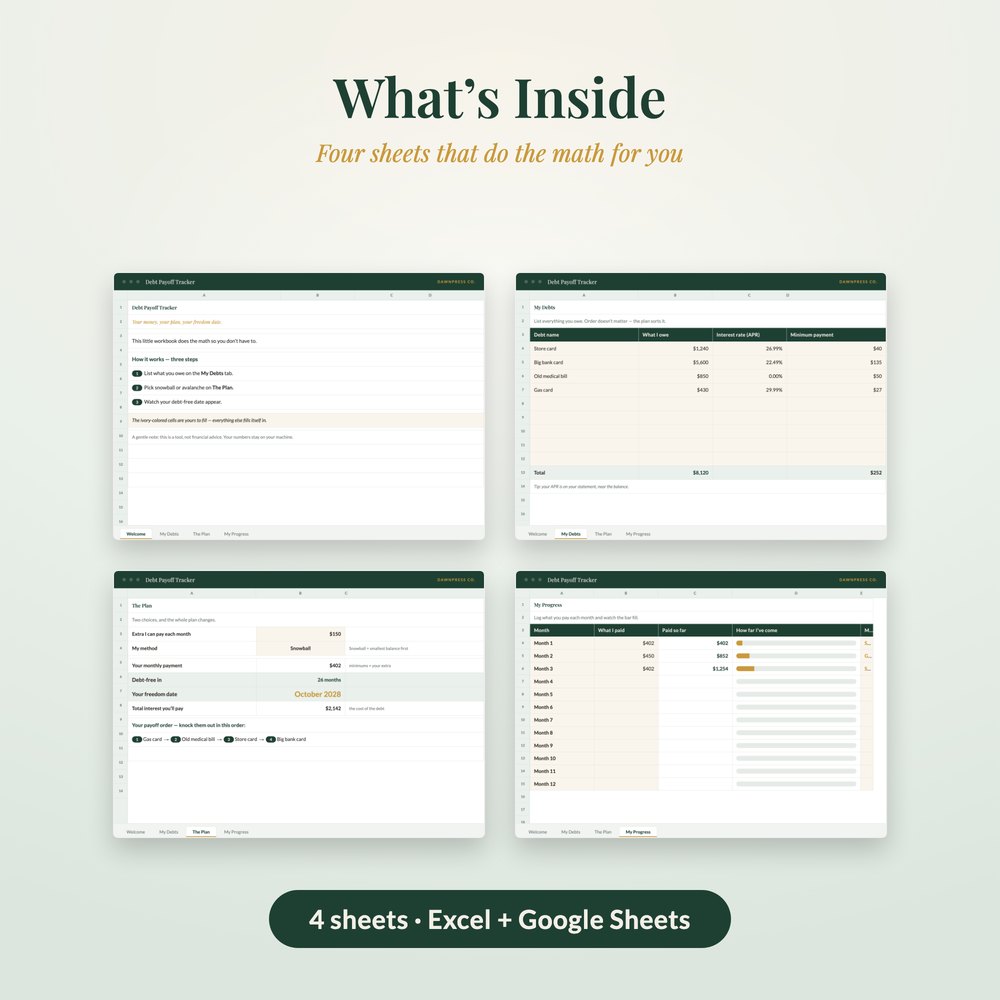 What's Inside
Four sheets that do the math for you
Debt Payoff Tracker DAWNPRESS CO.
A B C D
1 Debt Payoff Tracker
2 Your money, your plan, your freedom date.
3 This little workbook does the math so you don't have to.
How it works — three steps
1 List what you owe on the My Debts tab.
2 Pick snowball or avalanche on The Plan.
3 Watch your debt-free date appear.
9 The ivory-colored cells are yours to fill — everything else fills itself in.
10 A gentle note: this is a tool, not financial advice. Your numbers stay on your machine.
Welcome My Debts The Plan My Progress
Debt Payoff Tracker DAWNPRESS CO.
A B C D
1 My Debts
2 List everything you owe. Order doesn't matter — the plan sorts it.
Debt name What I owe Interest rate (APR) Minimum payment
Store card $1,240 26.99% $40
Big bank card $5,600 22.49% $135
Old medical bill $850 0.00% $50
Gas card $430 29.99% $27
Total $8,120 $252
Tip: your APR is on your statement, near the balance.
Welcome My Debts The Plan My Progress
Debt Payoff Tracker DAWNPRESS CO.
A B C
1 The Plan
2 Two choices, and the whole plan changes.
3 Extra I can pay each month $150
4 My method Snowball Snowball = smallest balance first
Your monthly payment $402 minimums + your extra
Debt-free in 26 months
Your freedom date October 2028
Total interest you'll pay $2,142 the cost of the debt
Your payoff order — knock them out in this order:
1 Gas card → 2 Old medical bill → 3 Store card → 4 Big bank card
Welcome My Debts The Plan My Progress
Debt Payoff Tracker DAWNPRESS CO.
A B C D E
1 My Progress
2 Log what you pay each month and watch the bar fill.
Month What I paid Paid so far How far I've come M...
Month 1 $402 $402 S...
Month 2 $450 $852 G...
Month 3 $402 $1,254 S...
Month 4
Month 5
Month 6
Month 7
Month 8
Month 9
Month 10
Month 11
Month 12
Welcome My Debts The Plan My Progress
4 sheets · Excel + Google Sheets